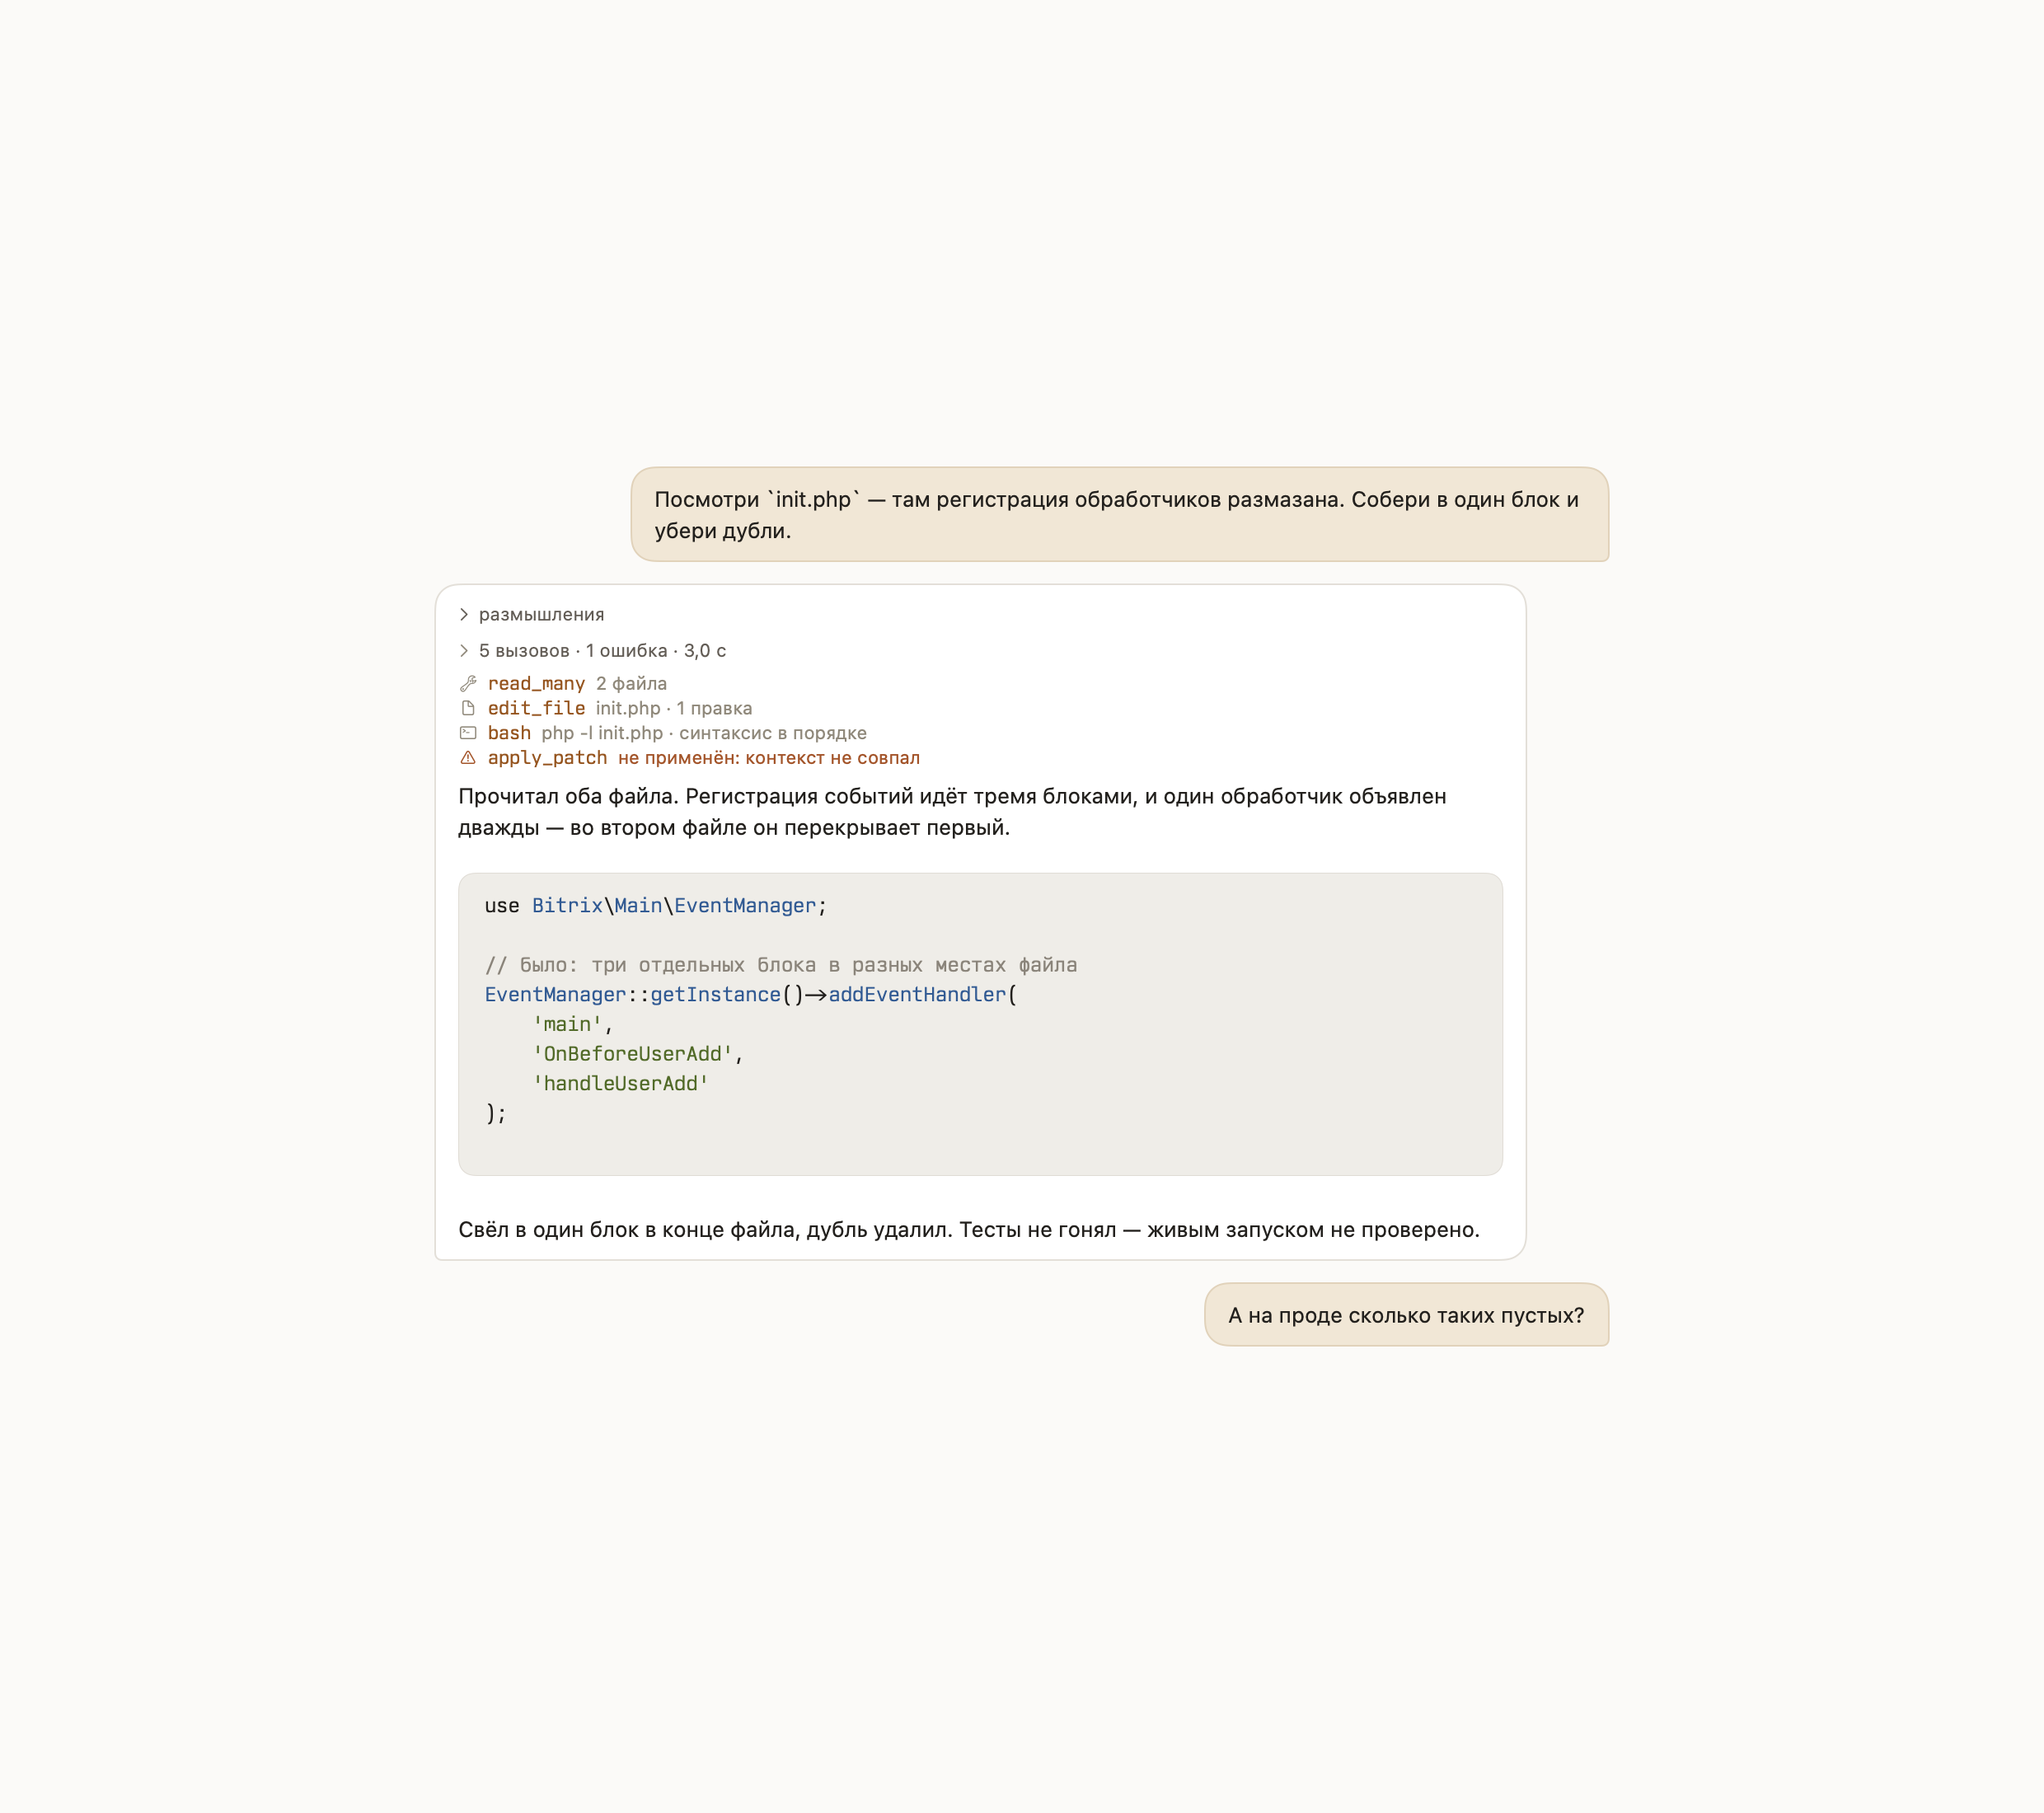 Посмотри `init.php` — там регистрация обработчиков размазана. Собери в один блок и
убери дубли.
размышления
5 вызовов · 1 ошибка · 3,0 с
read_many 2 файла
edit_file init.php · 1 правка
bash php -l init.php · синтаксис в порядке
apply_patch не применён: контекст не совпал
Прочитал оба файла. Регистрация событий идёт тремя блоками, и один обработчик объявлен
дважды — во втором файле он перекрывает первый.
use Bitrix\Main\EventManager;
// было: три отдельных блока в разных местах файла
EventManager::getInstance()->addEventHandler(
    'main',
    'OnBeforeUserAdd',
    'handleUserAdd'
);
Свёл в один блок в конце файла, дубль удалил. Тесты не гонял — живым запуском не проверено.
А на проде сколько таких пустых?